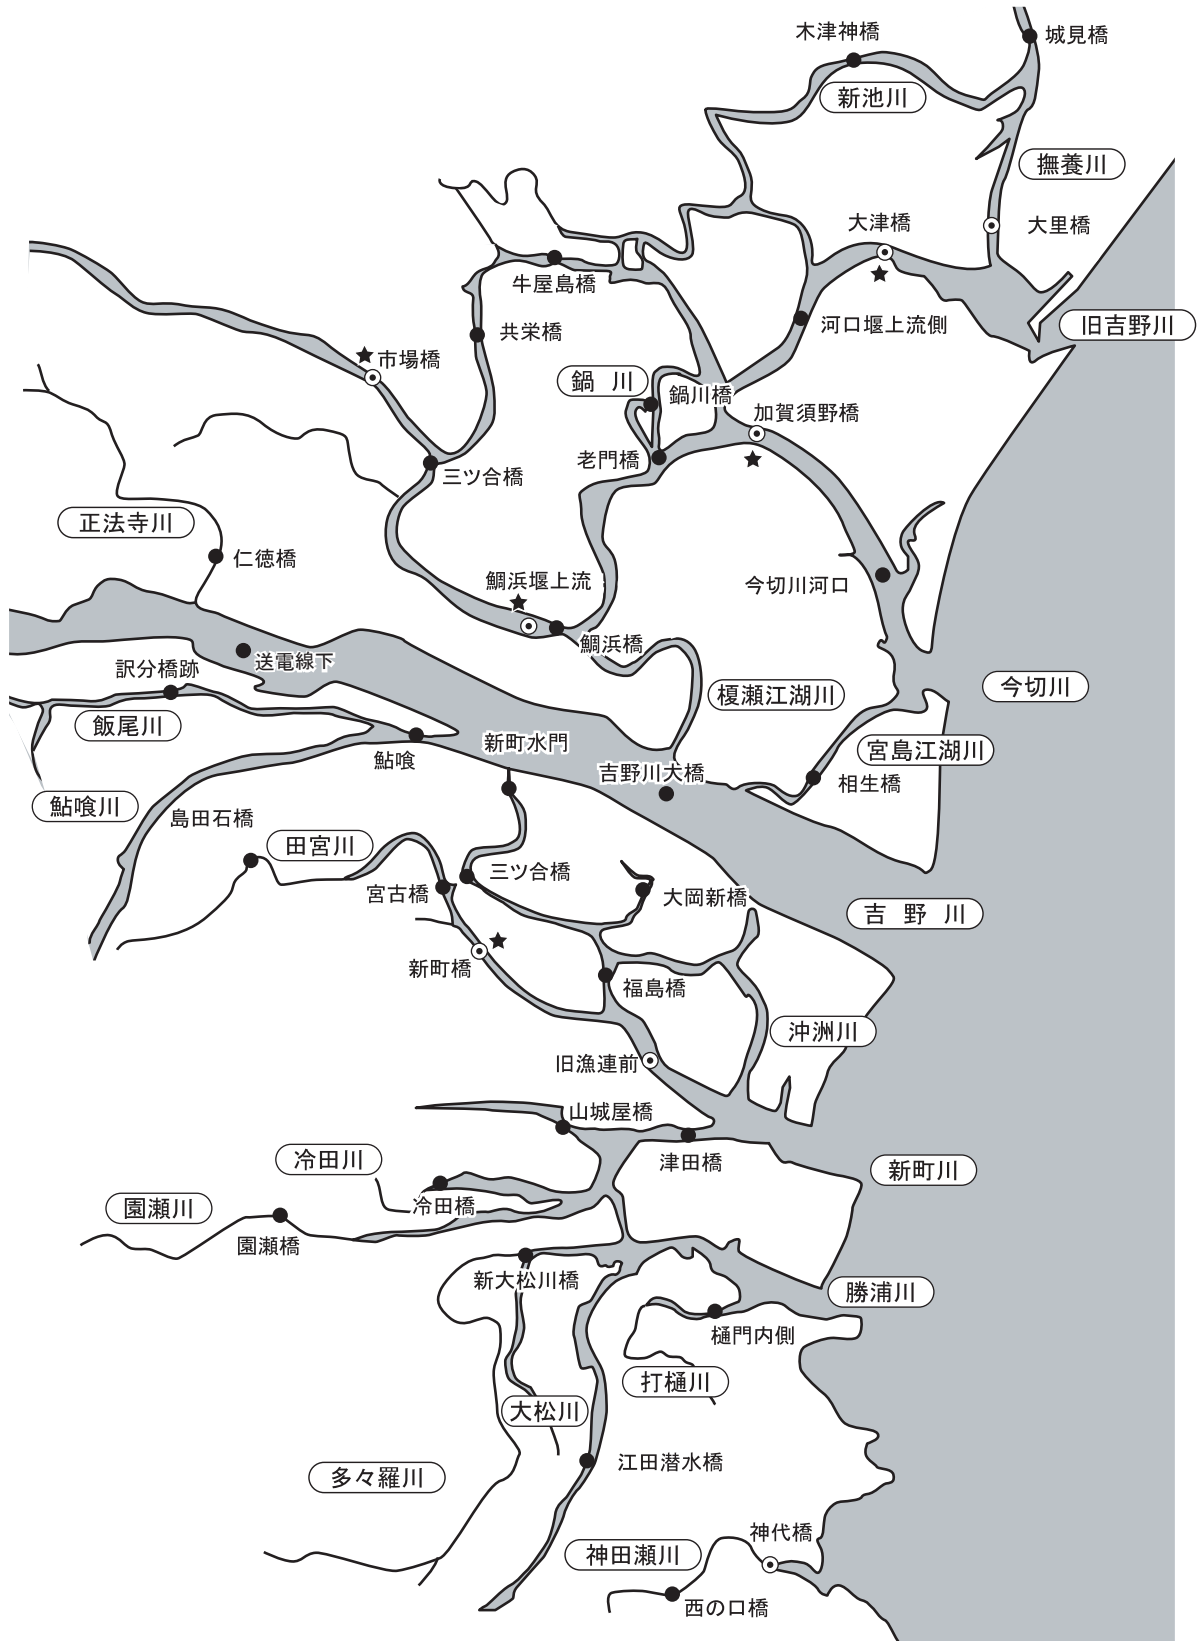 木津神橋
城見橋
新池川
撫養川
大津橋
大里橋
牛屋島橋
河口堰上流側
旧吉野川
共栄橋
市場橋
鍋 川
鍋川橋
加賀須野橋
老門橋
三ツ合橋
正法寺川
仁徳橋
鯛浜堰上流
今切川河口
鯛浜橋
送電線下
訳分橋跡
今切川
榎瀬江湖川
飯尾川
新町水門
宮島江湖川
鮎喰
吉野川大橋
相生橋
鮎喰川
島田石橋
田宮川
三ツ合橋
宮古橋
大岡新橋
吉 野 川
新町橋
福島橋
沖洲川
旧漁連前
山城屋橋
冷田川
津田橋
新町川
園瀬川
冷田橋
園瀬橋
新大松川橋
勝浦川
樋門内側
打樋川
大松川
江田潜水橋
多々羅川
神代橋
神田瀬川
西の口橋